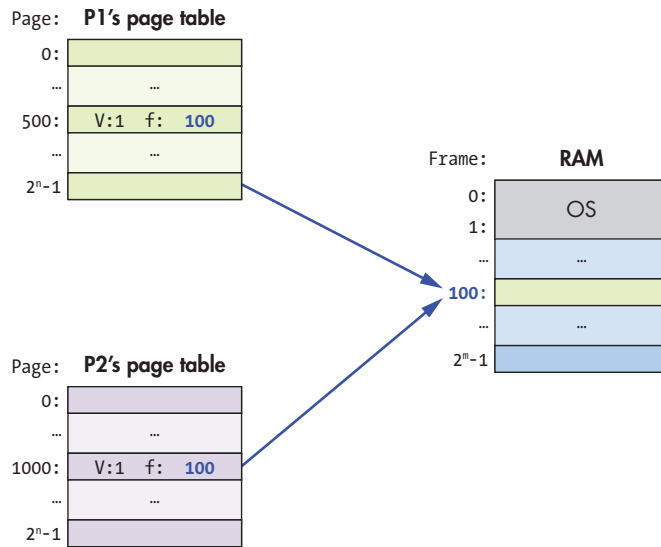 Page: P1's page table
0:
… …
500: V:1 f: 100
… …
2ⁿ-1
Frame: RAM
0: OS
1:
… …
100:
… …
2ᵐ-1
Page: P2's page table
0:
… …
1000: V:1 f: 100
… …
2ⁿ-1